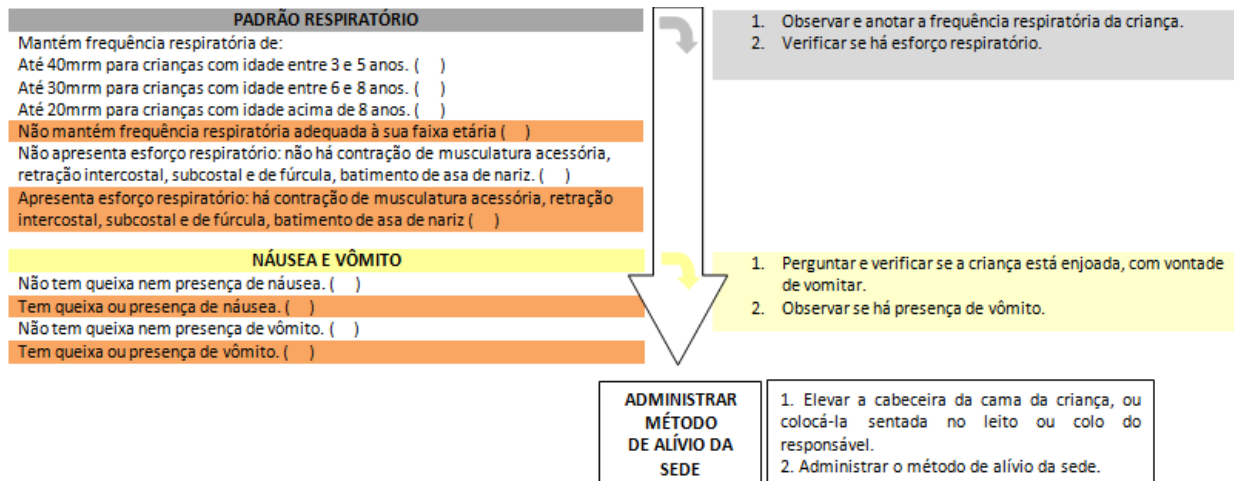 PADRÃO RESPIRATÓRIO
Mantém frequência respiratória de:
Até 40mrm para crianças com idade entre 3 e 5 anos. (   )
Até 30mrm para crianças com idade entre 6 e 8 anos. (   )
Até 20mrm para crianças com idade acima de 8 anos. (   )
Não mantém frequência respiratória adequada à sua faixa etária (   )
Não apresenta esforço respiratório: não há contração de musculatura acessória,
retração intercostal, subcostal e de fúrcula, batimento de asa de nariz. (   )
Apresenta esforço respiratório: há contração de musculatura acessória, retração
intercostal, subcostal e de fúrcula, batimento de asa de nariz (   )
1. Observar e anotar a frequência respiratória da criança.
2. Verificar se há esforço respiratório.
NÁUSEA E VÔMITO
Não tem queixa nem presença de náusea. (   )
Tem queixa ou presença de náusea. (   )
Não tem queixa nem presença de vômito. (   )
Tem queixa ou presença de vômito. (   )
1. Perguntar e verificar se a criança está enjoada, com vontade
de vomitar.
2. Observar se há presença de vômito.
ADMINISTRAR
MÉTODO
DE ALÍVIO DA
SEDE
1. Elevar a cabeceira da cama da criança, ou
colocá-la sentada no leito ou colo do
responsável.
2. Administrar o método de alívio da sede.